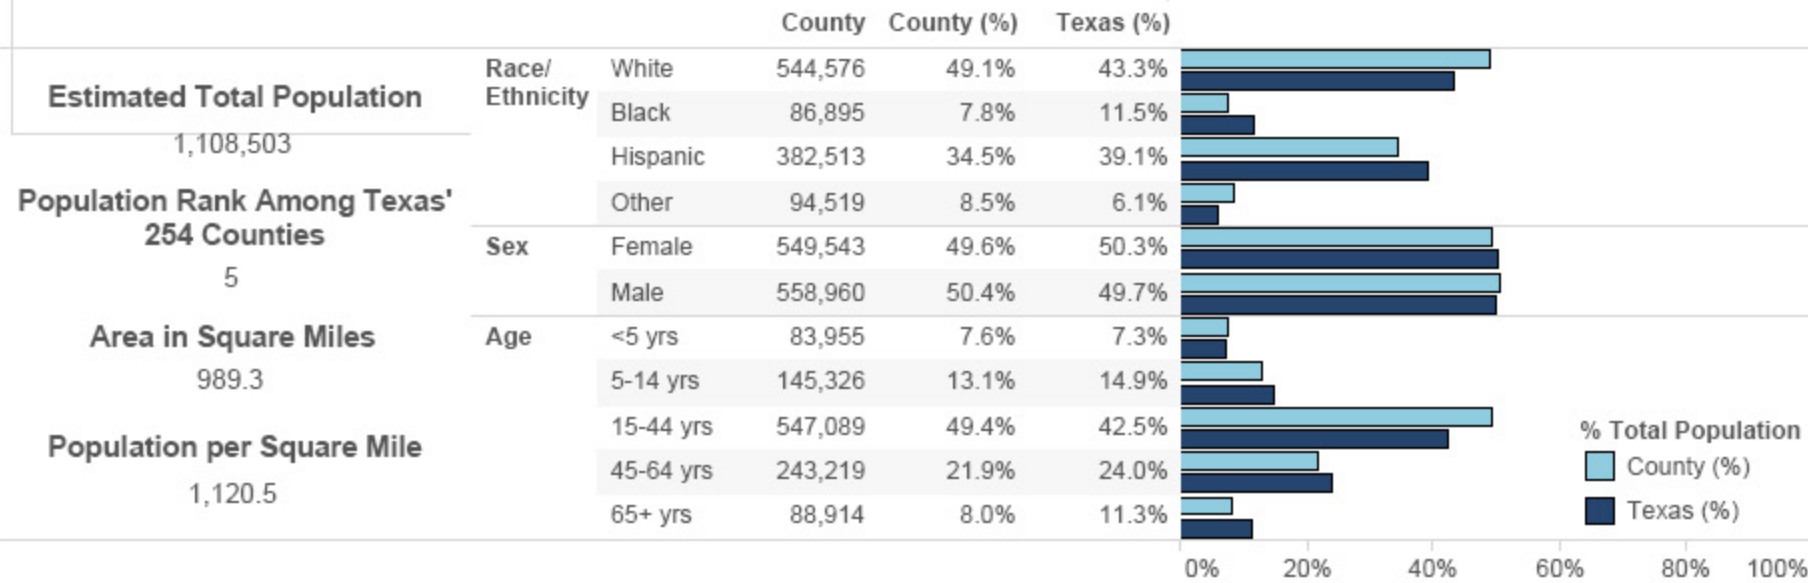 County County (%) Texas (%)
Estimated Total Population
1,108,503
Population Rank Among Texas'
254 Counties
5
Area in Square Miles
989.3
Population per Square Mile
1,120.5
Race/
Ethnicity
White 544,576 49.1% 43.3%
Black 86,895 7.8% 11.5%
Hispanic 382,513 34.5% 39.1%
Other 94,519 8.5% 6.1%
Sex Female 549,543 49.6% 50.3%
Male 558,960 50.4% 49.7%
Age <5 yrs 83,955 7.6% 7.3%
5-14 yrs 145,326 13.1% 14.9%
15-44 yrs 547,089 49.4% 42.5%
45-64 yrs 243,219 21.9% 24.0%
65+ yrs 88,914 8.0% 11.3%
% Total Population
County (%)
Texas (%)
0% 20% 40% 60% 80% 100%